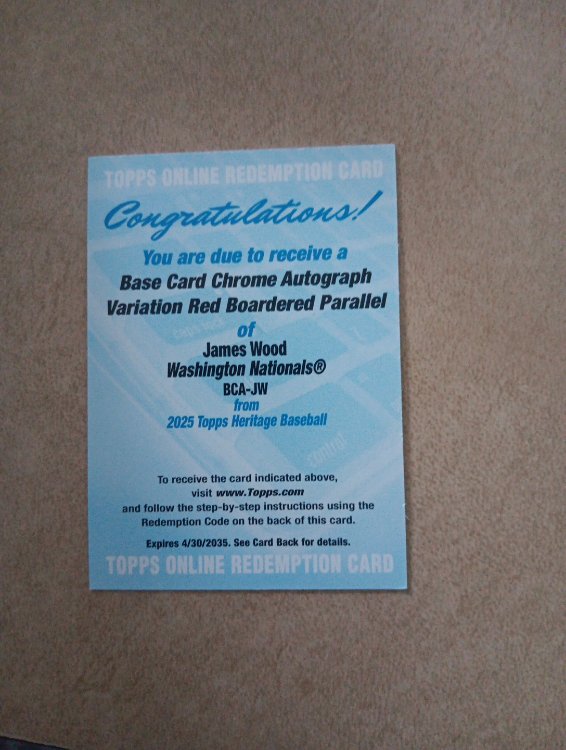 TOPPS ONLINE REDEMPTION CARD
Congratulations!
You are due to receive a
Base Card Chrome Autograph
Variation Red Boardered Parallel
of
James Wood
Washington Nationals®
BCA-JW
from
2025 Topps Heritage Baseball
control
To receive the card indicated above,
visit www.Topps.com
and follow the step-by-step instructions using the
Redemption Code on the back of this card.
Expires 4/30/2035. See Card Back for details.
TOPPS ONLINE REDEMPTION CARD